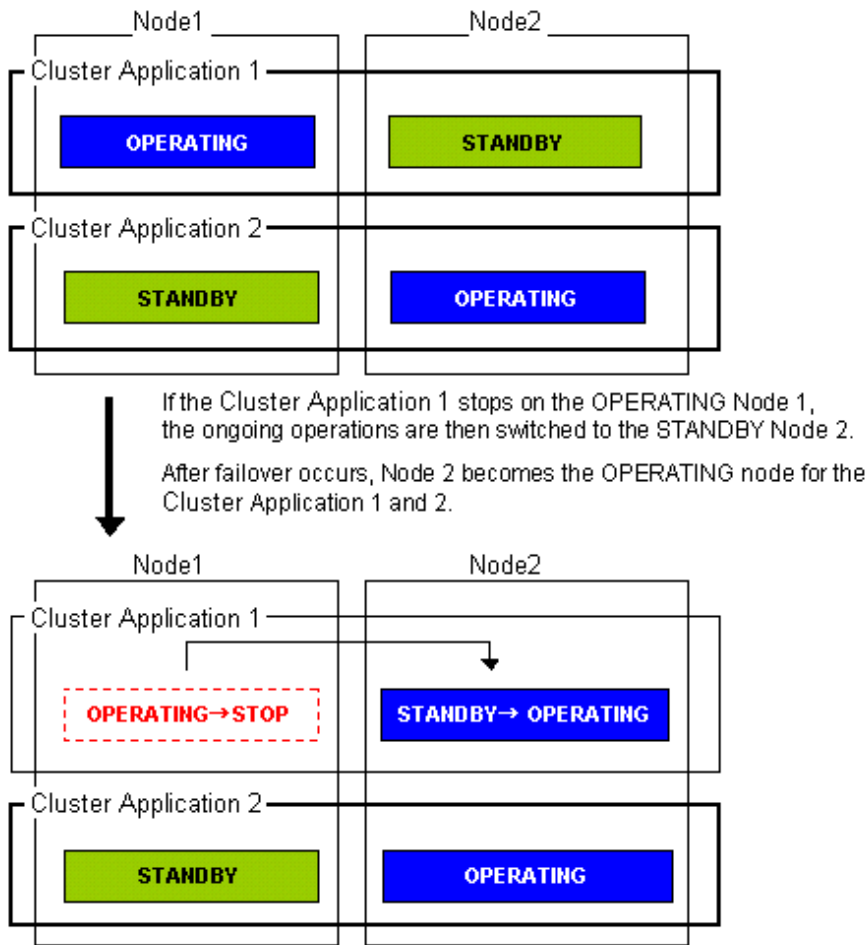 Node1 Node2
Cluster Application 1
OPERATING STANDBY
Cluster Application 2
STANDBY OPERATING
If the Cluster Application 1 stops on the OPERATING Node 1,
the ongoing operations are then switched to the STANDBY Node 2.
After failover occurs, Node 2 becomes the OPERATING node for the
Cluster Application 1 and 2.
Node1 Node2
Cluster Application 1
OPERATING→STOP STANDBY→ OPERATING
Cluster Application 2
STANDBY OPERATING